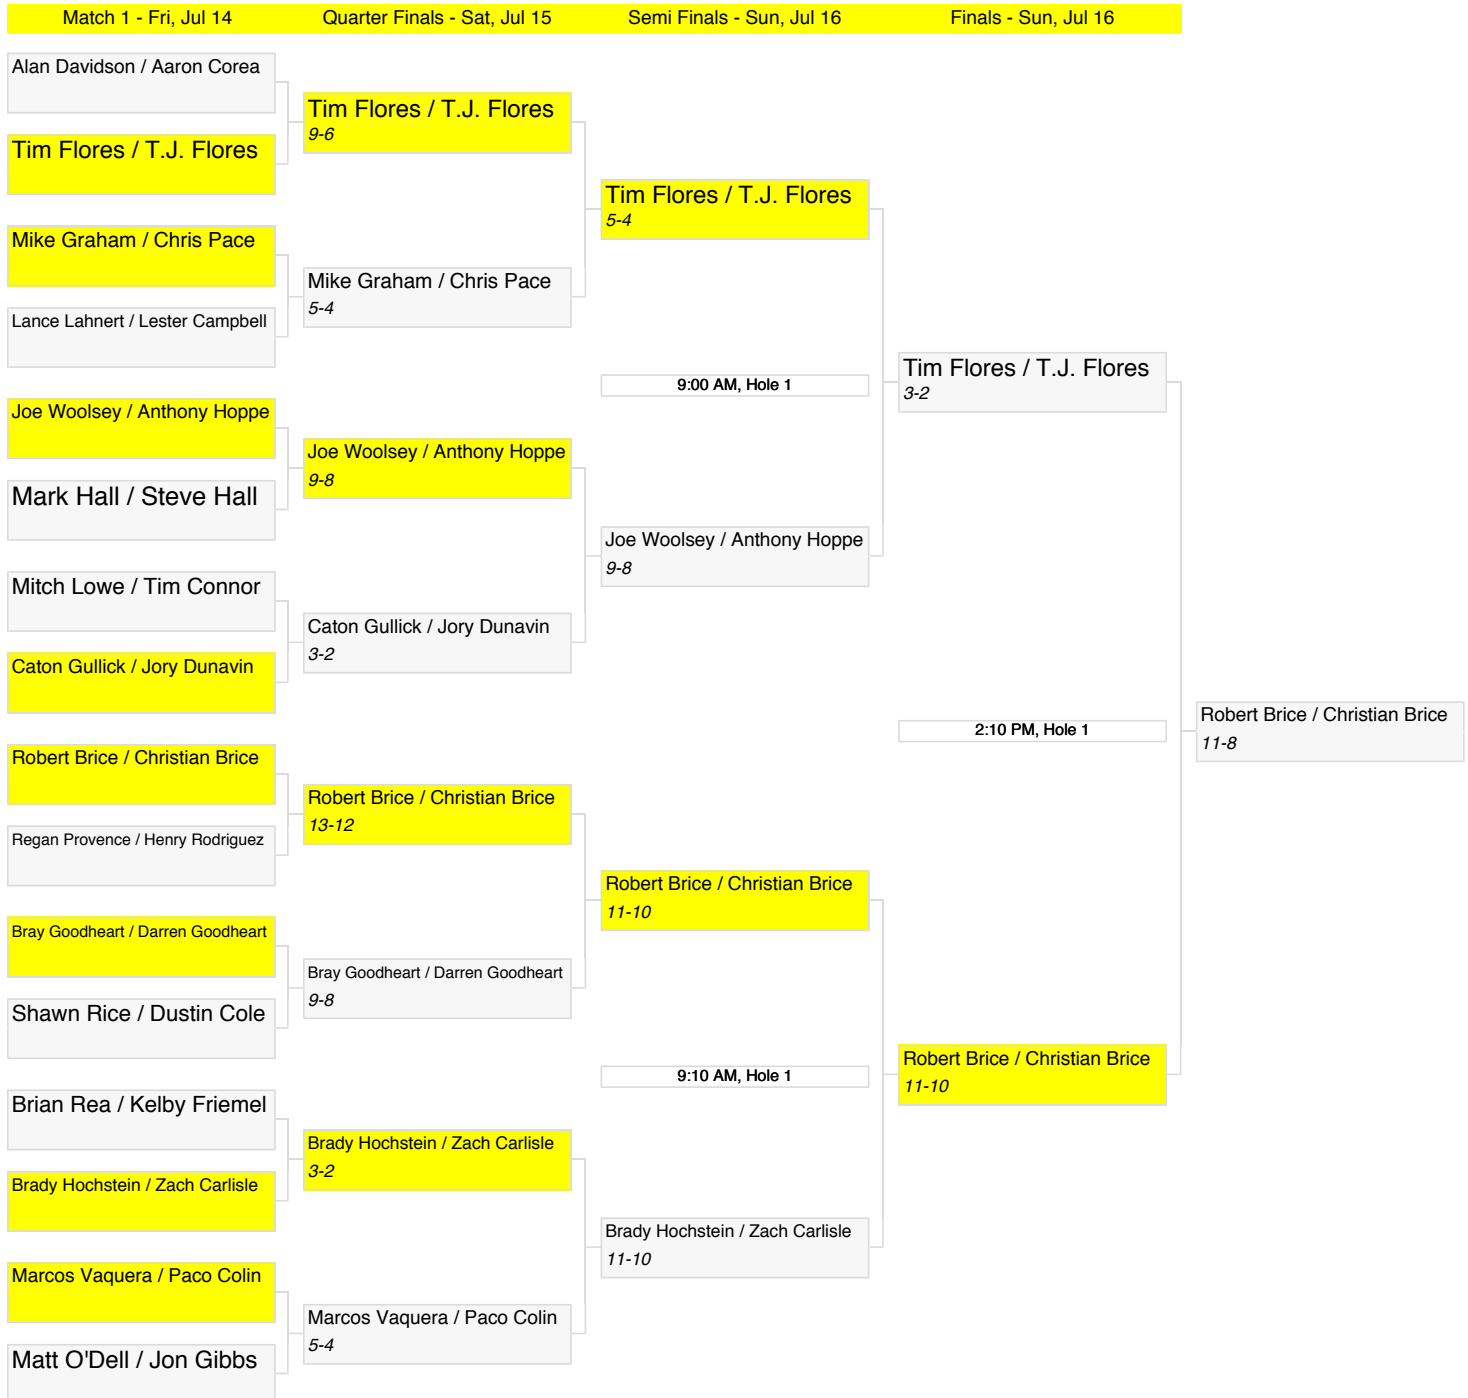 Match 1 - Fri, Jul 14
Quarter Finals - Sat, Jul 15
Semi Finals - Sun, Jul 16
Finals - Sun, Jul 16
Alan Davidson / Aaron Corea
Tim Flores / T.J. Flores
Mike Graham / Chris Pace
Lance Lahnert / Lester Campbell
Joe Woolsey / Anthony Hoppe
Mark Hall / Steve Hall
Mitch Lowe / Tim Connor
Caton Gullick / Jory Dunavin
Robert Brice / Christian Brice
Regan Provence / Henry Rodriguez
Bray Goodheart / Darren Goodheart
Shawn Rice / Dustin Cole
Brian Rea / Kelby Friemel
Brady Hochstein / Zach Carlisle
Marcos Vaquera / Paco Colin
Matt O'Dell / Jon Gibbs
Tim Flores / T.J. Flores
9-6
Mike Graham / Chris Pace
5-4
Joe Woolsey / Anthony Hoppe
9-8
Caton Gullick / Jory Dunavin
3-2
Robert Brice / Christian Brice
13-12
Bray Goodheart / Darren Goodheart
9-8
Brady Hochstein / Zach Carlisle
3-2
Marcos Vaquera / Paco Colin
5-4
Tim Flores / T.J. Flores
5-4
9:00 AM, Hole 1
Joe Woolsey / Anthony Hoppe
9-8
Robert Brice / Christian Brice
11-10
9:10 AM, Hole 1
Brady Hochstein / Zach Carlisle
11-10
Tim Flores / T.J. Flores
3-2
2:10 PM, Hole 1
Robert Brice / Christian Brice
11-10
Robert Brice / Christian Brice
11-8